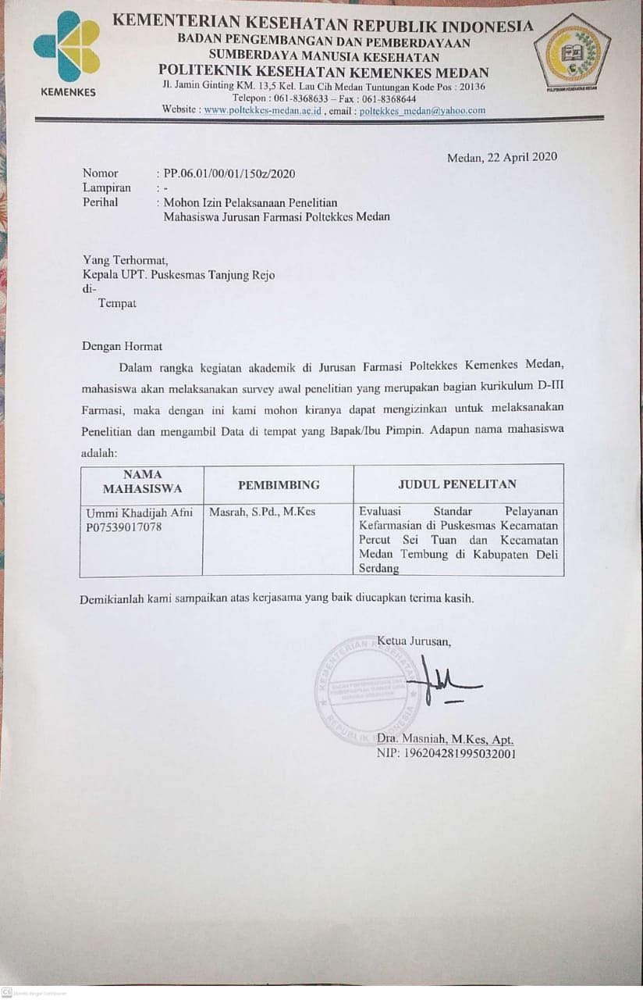 KEMENTERIAN KESEHATAN REPUBLIK INDONESIA
BADAN PENGEMBANGAN DAN PEMBERDAYAAN
SUMBERDAYA MANUSIA KESEHATAN
POLITEKNIK KESEHATAN KEMENKES MEDAN
Jl. Jamin Ginting KM. 13,5 Kel. Lau Cih Medan Tuntungan Kode Pos : 20136
Telepon : 061-8368633 – Fax : 061-8368644
Website : www.poltekkes-medan.ac.id , email : poltekkes_medan@yahoo.com
KEMENKES
POLITEKNIK KESEHATAN MEDAN
Medan, 22 April 2020
Nomor : PP.06.01/00/01/150z/2020
Lampiran : -
Perihal : Mohon Izin Pelaksanaan Penelitian
Mahasiswa Jurusan Farmasi Poltekkes Medan
Yang Terhormat,
Kepala UPT. Puskesmas Tanjung Rejo
di-
Tempat
Dengan Hormat
Dalam rangka kegiatan akademik di Jurusan Farmasi Poltekkes Kemenkes Medan,
mahasiswa akan melaksanakan survey awal penelitian yang merupakan bagian kurikulum D-III
Farmasi, maka dengan ini kami mohon kiranya dapat mengizinkan untuk melaksanakan
Penelitian dan mengambil Data di tempat yang Bapak/Ibu Pimpin. Adapun nama mahasiswa
adalah:
NAMA
MAHASISWA
PEMBIMBING
JUDUL PENELITAN
Ummi Khadijah Afni
P07539017078
Masrah, S.Pd., M.Kes
Evaluasi Standar Pelayanan
Kefarmasian di Puskesmas Kecamatan
Percut Sei Tuan dan Kecamatan
Medan Tembung di Kabupaten Deli
Serdang
Demikianlah kami sampaikan atas kerjasama yang baik diucapkan terima kasih.
Ketua Jurusan,
KEMENTERIAN KESEHATAN
REPUBLIK INDONESIA
Dra. Masniah, M.Kes, Apt.
NIP: 196204281995032001
CS Dipindai dengan CamScanner